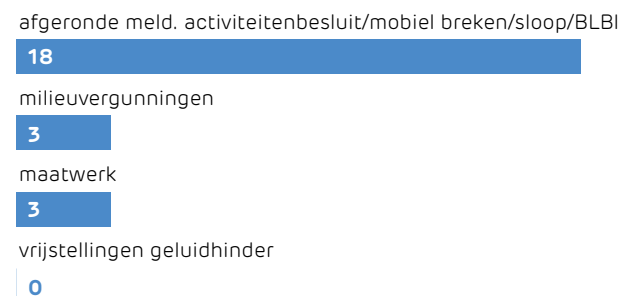 afgeronde meld. activiteitenbesluit/mobiel breken/sloop/BLBI
18
milieuvergunningen
3
maatwerk
3
vrijstellingen geluidhinder
0